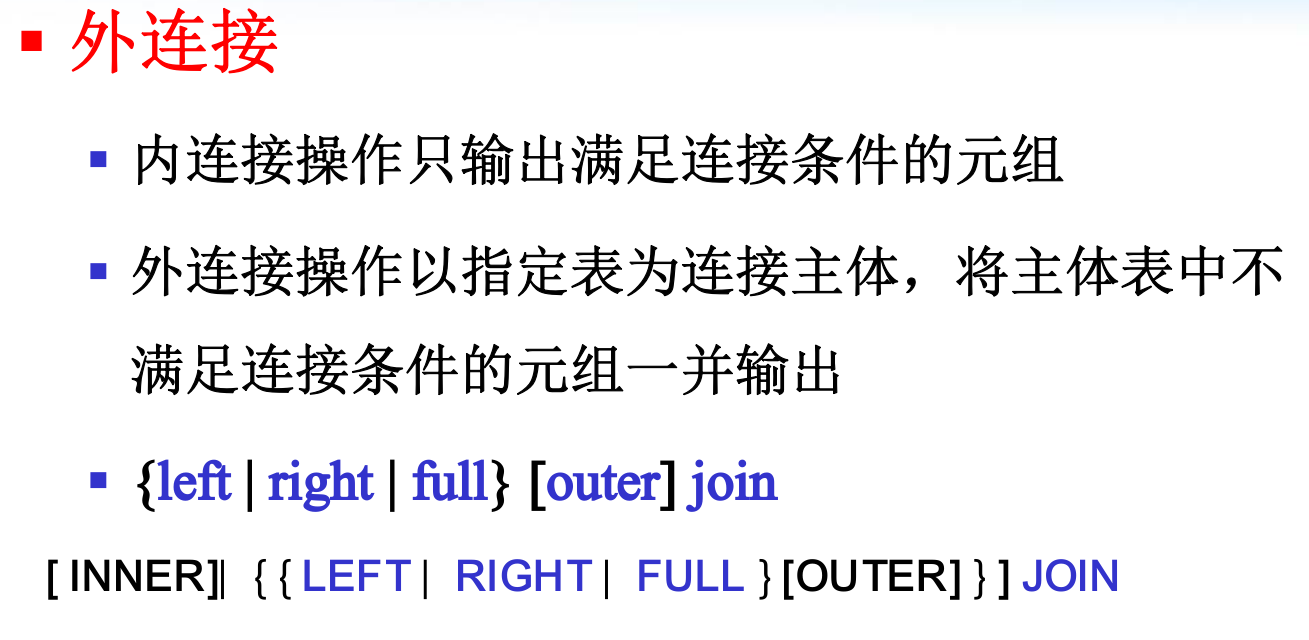 外连接
内连接操作只输出满足连接条件的元组
外连接操作以指定表为连接主体，将主体表中不
满足连接条件的元组一并输出
{left | right | full} [outer] join
[ INNER]| { { LEFT | RIGHT | FULL } [OUTER] } ] JOIN